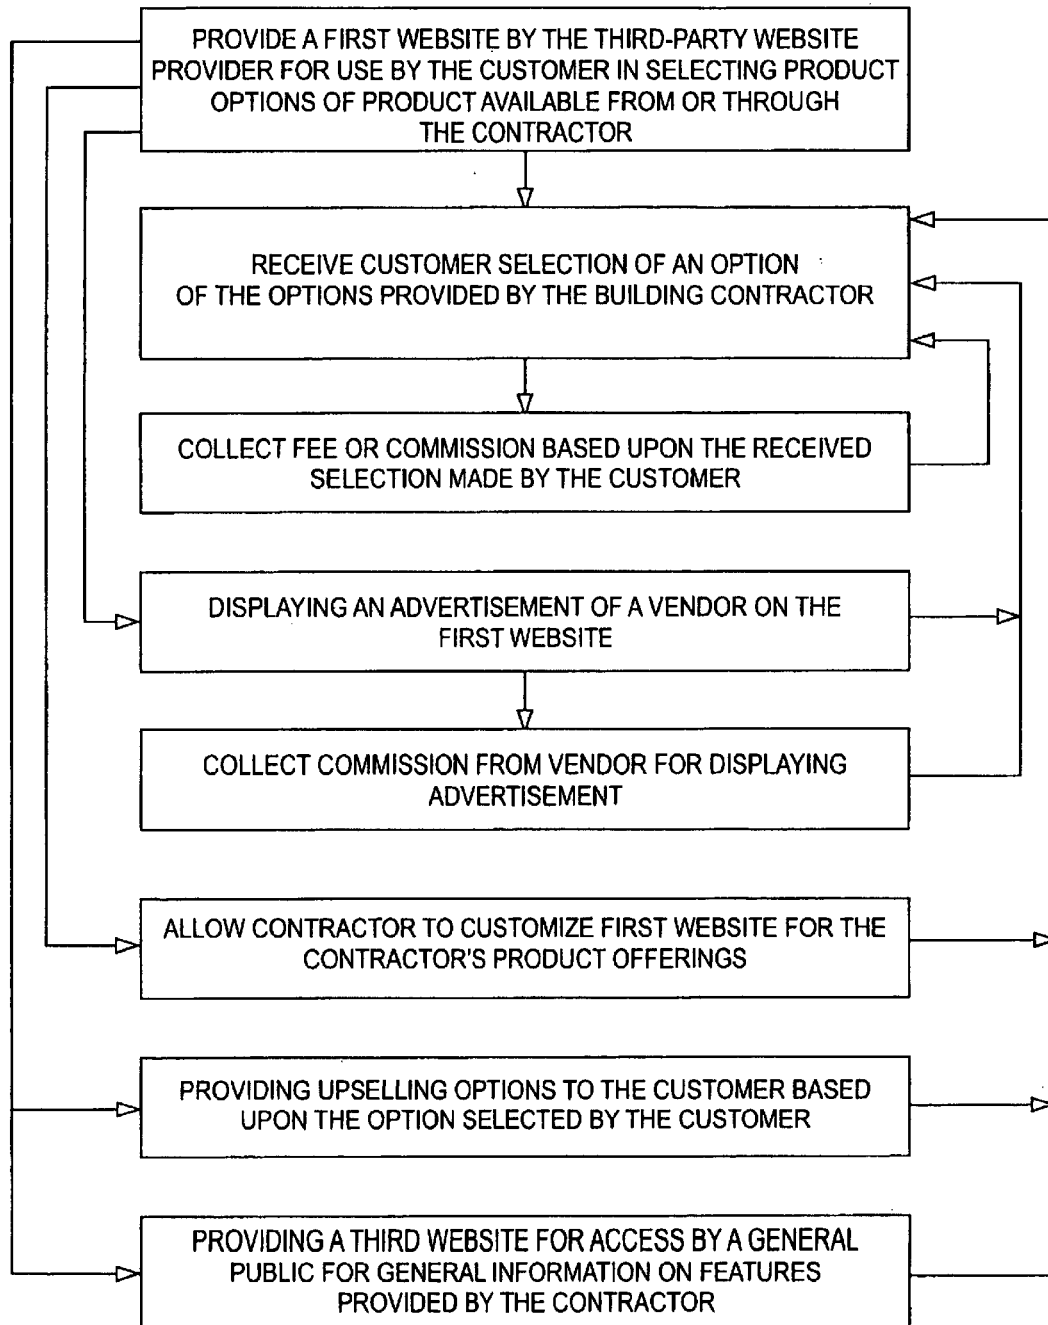 PROVIDE A FIRST WEBSITE BY THE THIRD-PARTY WEBSITE
PROVIDER FOR USE BY THE CUSTOMER IN SELECTING PRODUCT
OPTIONS OF PRODUCT AVAILABLE FROM OR THROUGH
THE CONTRACTOR
RECEIVE CUSTOMER SELECTION OF AN OPTION
OF THE OPTIONS PROVIDED BY THE BUILDING CONTRACTOR
COLLECT FEE OR COMMISSION BASED UPON THE RECEIVED
SELECTION MADE BY THE CUSTOMER
DISPLAYING AN ADVERTISEMENT OF A VENDOR ON THE
FIRST WEBSITE
COLLECT COMMISSION FROM VENDOR FOR DISPLAYING
ADVERTISEMENT
ALLOW CONTRACTOR TO CUSTOMIZE FIRST WEBSITE FOR THE
CONTRACTOR'S PRODUCT OFFERINGS
PROVIDING UPSELLING OPTIONS TO THE CUSTOMER BASED
UPON THE OPTION SELECTED BY THE CUSTOMER
PROVIDING A THIRD WEBSITE FOR ACCESS BY A GENERAL
PUBLIC FOR GENERAL INFORMATION ON FEATURES
PROVIDED BY THE CONTRACTOR